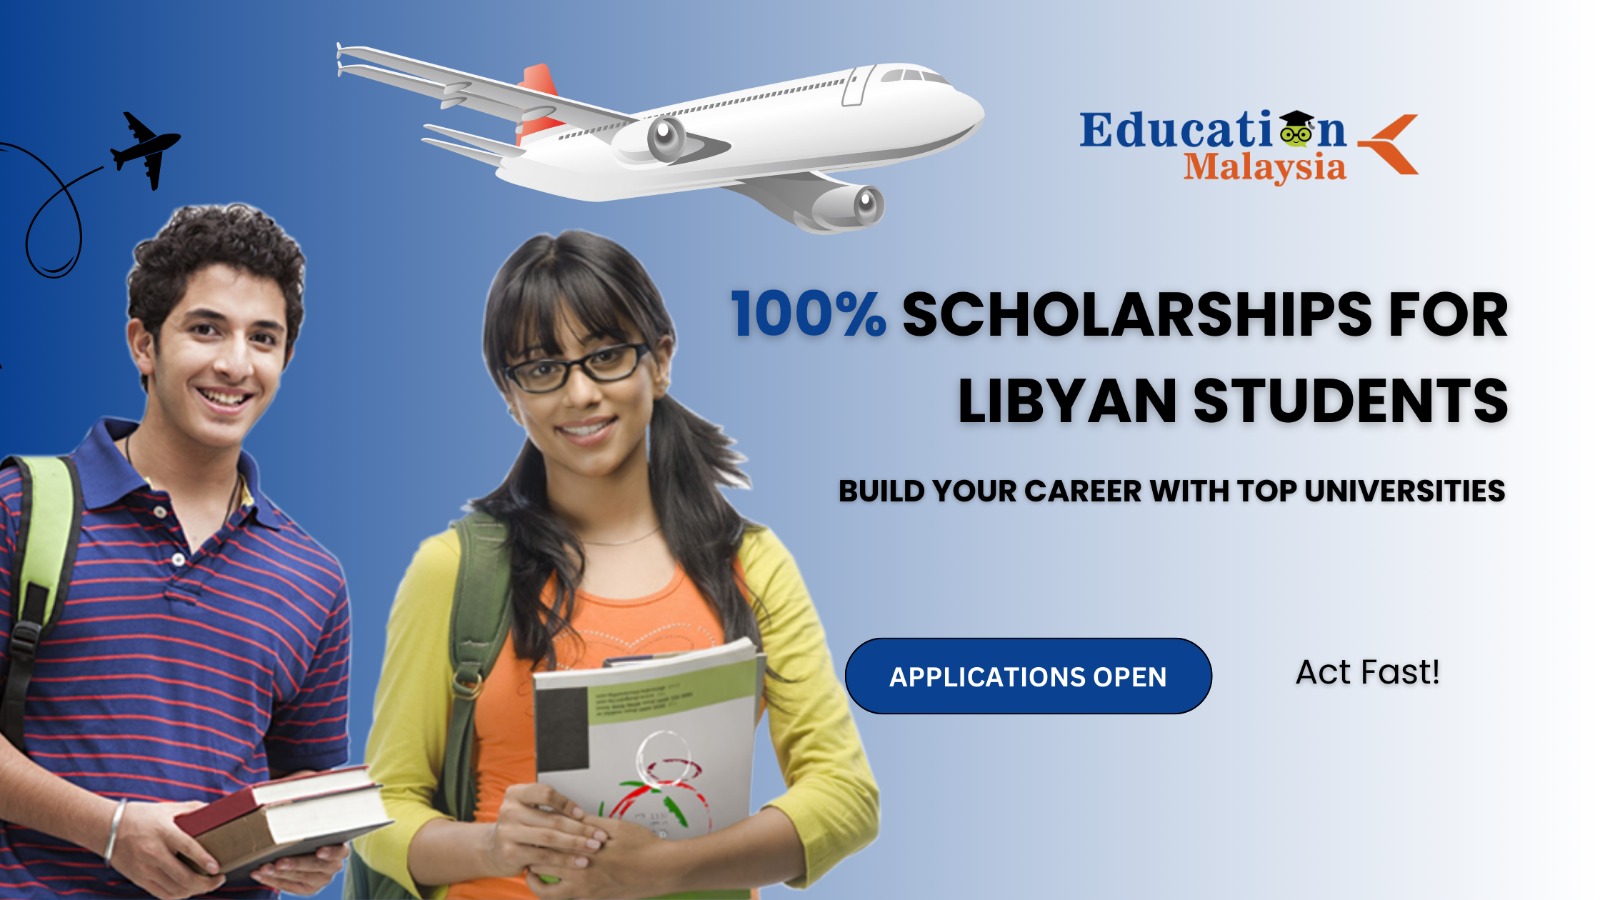 Education
Malaysia
100% SCHOLARSHIPS FOR
LIBYAN STUDENTS
BUILD YOUR CAREER WITH TOP UNIVERSITIES
APPLICATIONS OPEN
Act Fast!